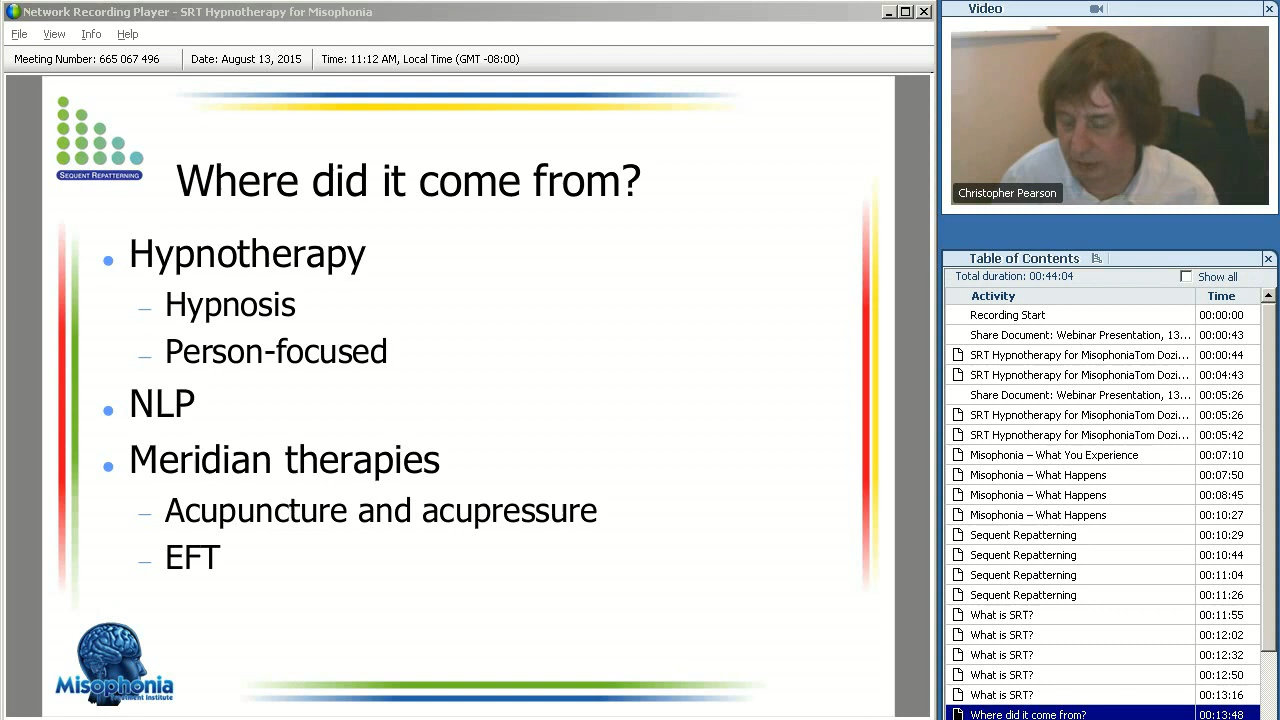 Network Recording Player - SRT Hypnotherapy for Misophonia
File View Info Help
Meeting Number: 665 067 496 Date: August 13, 2015 Time: 11:12 AM, Local Time (GMT -08:00)
SEQUENT REPATTERNING
Where did it come from?
Hypnotherapy
– Hypnosis
– Person-focused
NLP
Meridian therapies
– Acupuncture and acupressure
– EFT
Misophonia
Treatment Institute
Video
Christopher Pearson
Table of Contents
Total duration: 00:44:04 Show all
Activity Time
Recording Start 00:00:00
Share Document: Webinar Presentation, 13... 00:00:43
SRT Hypnotherapy for MisophoniaTom Dozi... 00:00:44
SRT Hypnotherapy for MisophoniaTom Dozi... 00:04:43
Share Document: Webinar Presentation, 13... 00:05:26
SRT Hypnotherapy for MisophoniaTom Dozi... 00:05:26
SRT Hypnotherapy for MisophoniaTom Dozi... 00:05:42
Misophonia – What You Experience 00:07:10
Misophonia – What Happens 00:07:50
Misophonia – What Happens 00:08:45
Misophonia – What Happens 00:10:27
Sequent Repatterning 00:10:29
Sequent Repatterning 00:10:44
Sequent Repatterning 00:11:04
Sequent Repatterning 00:11:26
What is SRT? 00:11:55
What is SRT? 00:12:02
What is SRT? 00:12:32
What is SRT? 00:12:50
What is SRT? 00:13:16
Where did it come from? 00:13:48